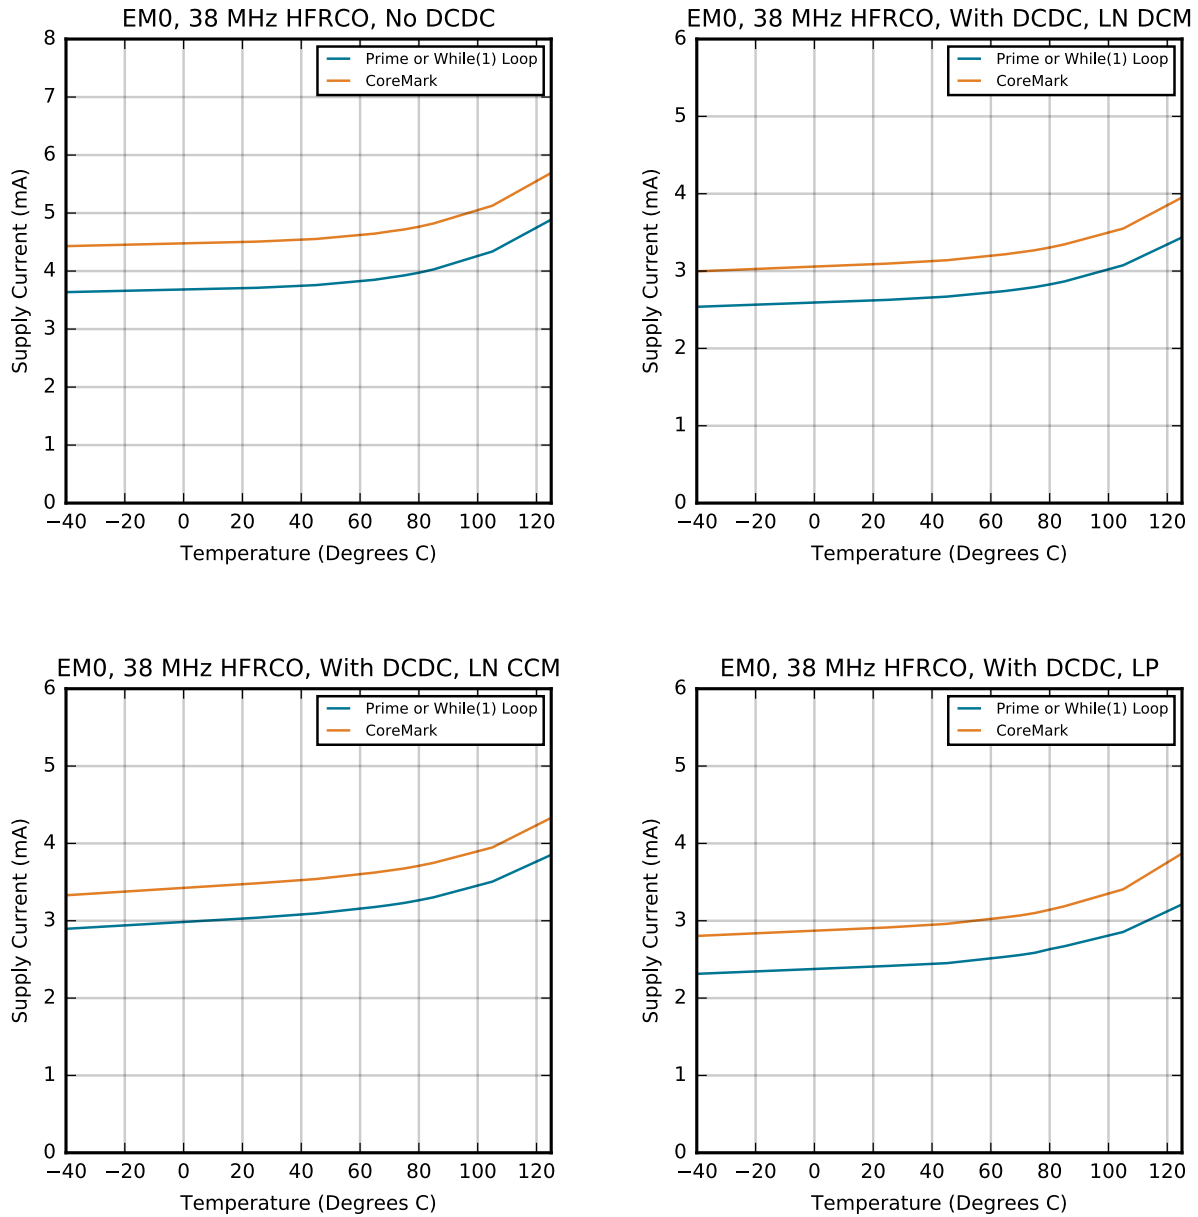 EM0, 38 MHz HFRCO, No DCDC
8
7
6
5
4
3
2
1
0
Supply Current (mA)
Prime or While(1) Loop
CoreMark
−40 −20 0 20 40 60 80 100 120
Temperature (Degrees C)
EM0, 38 MHz HFRCO, With DCDC, LN DCM
6
5
4
3
2
1
0
Supply Current (mA)
Prime or While(1) Loop
CoreMark
−40 −20 0 20 40 60 80 100 120
Temperature (Degrees C)
EM0, 38 MHz HFRCO, With DCDC, LN CCM
6
5
4
3
2
1
0
Supply Current (mA)
Prime or While(1) Loop
CoreMark
−40 −20 0 20 40 60 80 100 120
Temperature (Degrees C)
EM0, 38 MHz HFRCO, With DCDC, LP
6
5
4
3
2
1
0
Supply Current (mA)
Prime or While(1) Loop
CoreMark
−40 −20 0 20 40 60 80 100 120
Temperature (Degrees C)